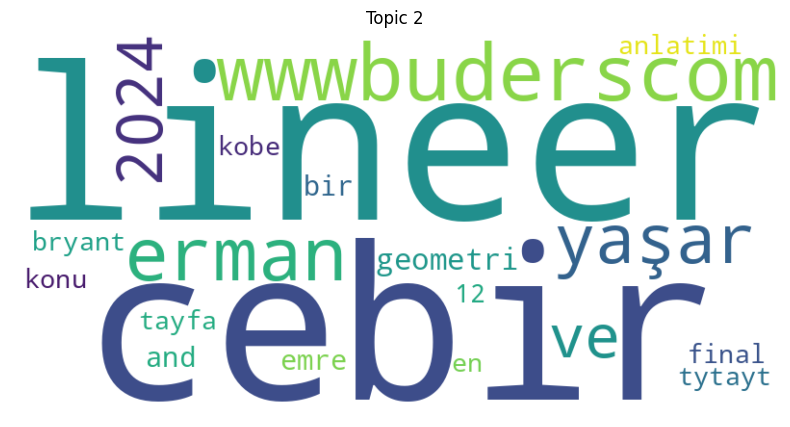 Topic 2
anlatimi
wwwbuderscom
2024
lineer
kobe
bir
yaşar
bryant
erman
geometri
konu
cebir
12
tayfa
ve
and
emre
en
final
tytayt